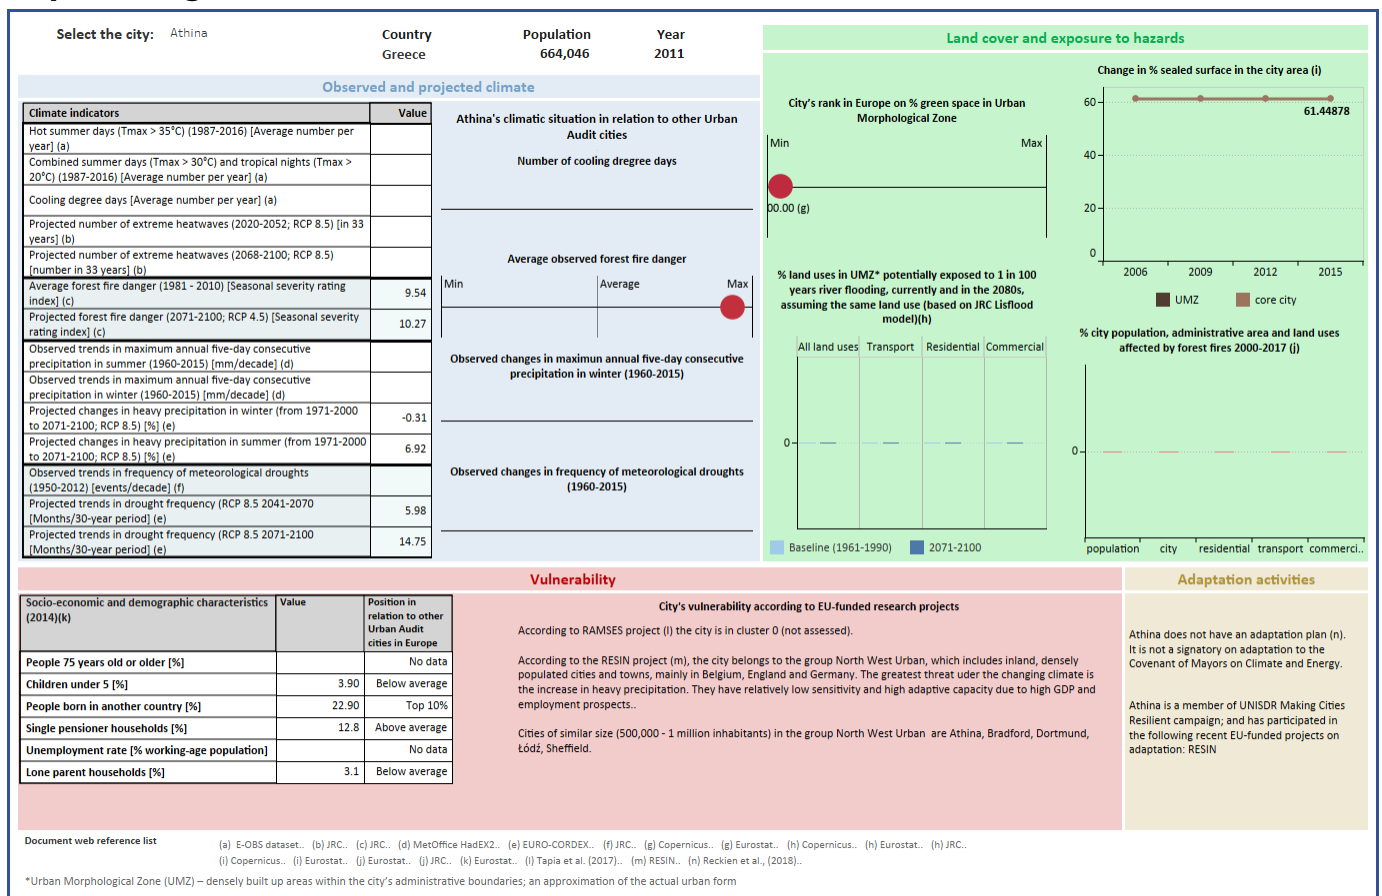 Select the city: Athina
Country Population Year
Greece 664,046 2011
Observed and projected climate
Climate indicators Value
Hot summer days (Tmax > 35°C) (1987-2016) [Average number per
year] (a)
Combined summer days (Tmax > 30°C) and tropical nights (Tmax >
20°C) (1987-2016) [Average number per year] (a)
Cooling degree days [Average number per year] (a)
Projected number of extreme heatwaves (2020-2052; RCP 8.5) [in 33
years] (b)
Projected number of extreme heatwaves (2068-2100; RCP 8.5)
[number in 33 years] (b)
Average forest fire danger (1981 - 2010) [Seasonal severity rating
index] (c) 9.54
Projected forest fire danger (2071-2100; RCP 4.5) [Seasonal severity
rating index] (c) 10.27
Observed trends in maximum annual five-day consecutive
precipitation in summer (1960-2015) [mm/decade] (d)
Observed trends in maximum annual five-day consecutive
precipitation in winter (1960-2015) [mm/decade] (d)
Projected changes in heavy precipitation in winter (from 1971-2000
to 2071-2100; RCP 8.5) [%] (e) -0.31
Projected changes in heavy precipitation in summer (from 1971-2000
to 2071-2100; RCP 8.5) [%] (e) 6.92
Observed trends in frequency of meteorological droughts
(1950-2012) [events/decade] (f)
Projected trends in drought frequency (RCP 8.5 2041-2070
[Months/30-year period] (e) 5.98
Projected trends in drought frequency (RCP 8.5 2071-2100
[Months/30-year period] (e) 14.75
Athina's climatic situation in relation to other Urban
Audit cities
Number of cooling dregree days
Average observed forest fire danger
Min Average Max
Observed changes in maximun annual five-day consecutive
precipitation in winter (1960-2015)
Observed changes in frequency of meteorological droughts
(1960-2015)
Land cover and exposure to hazards
City's rank in Europe on % green space in Urban
Morphological Zone
Min Max
00.00 (g)
% land uses in UMZ* potentially exposed to 1 in 100
years river flooding, currently and in the 2080s,
assuming the same land use (based on JRC Lisflood
model)(h)
All land uses Transport Residential Commercial
0
Baseline (1961-1990) 2071-2100
Change in % sealed surface in the city area (i)
60
61.44878
40
20
0
2006 2009 2012 2015
UMZ core city
% city population, administrative area and land uses
affected by forest fires 2000-2017 (j)
0
population city residential transport commerci..
Vulnerability
Socio-economic and demographic characteristics
(2014)(k)
Value
Position in
relation to other
Urban Audit
cities in Europe
People 75 years old or older [%] No data
Children under 5 [%] 3.90 Below average
People born in another country [%] 22.90 Top 10%
Single pensioner households [%] 12.8 Above average
Unemployment rate [% working-age population] No data
Lone parent households [%] 3.1 Below average
City's vulnerability according to EU-funded research projects
According to RAMSES project (l) the city is in cluster 0 (not assessed).
According to the RESIN project (m), the city belongs to the group North West Urban, which includes inland, densely
populated cities and towns, mainly in Belgium, England and Germany. The greatest threat uder the changing climate is
the increase in heavy precipitation. They have relatively low sensitivity and high adaptive capacity due to high GDP and
employment prospects..
Cities of similar size (500,000 - 1 million inhabitants) in the group North West Urban are Athina, Bradford, Dortmund,
Łódź, Sheffield.
Adaptation activities
Athina does not have an adaptation plan (n).
It is not a signatory on adaptation to the
Covenant of Mayors on Climate and Energy.
Athina is a member of UNISDR Making Cities
Resilient campaign; and has participated in
the following recent EU-funded projects on
adaptation: RESIN
Document web reference list
(a) E-OBS dataset.. (b) JRC.. (c) JRC.. (d) MetOffice HadEX2.. (e) EURO-CORDEX.. (f) JRC.. (g) Copernicus.. (g) Eurostat.. (h) Copernicus.. (h) Eurostat.. (h) JRC..
(i) Copernicus.. (i) Eurostat.. (j) Eurostat.. (j) JRC.. (k) Eurostat.. (l) Tapia et al. (2017).. (m) RESIN.. (n) Reckien et al., (2018)..
*Urban Morphological Zone (UMZ) – densely built up areas within the city's administrative boundaries; an approximation of the actual urban form